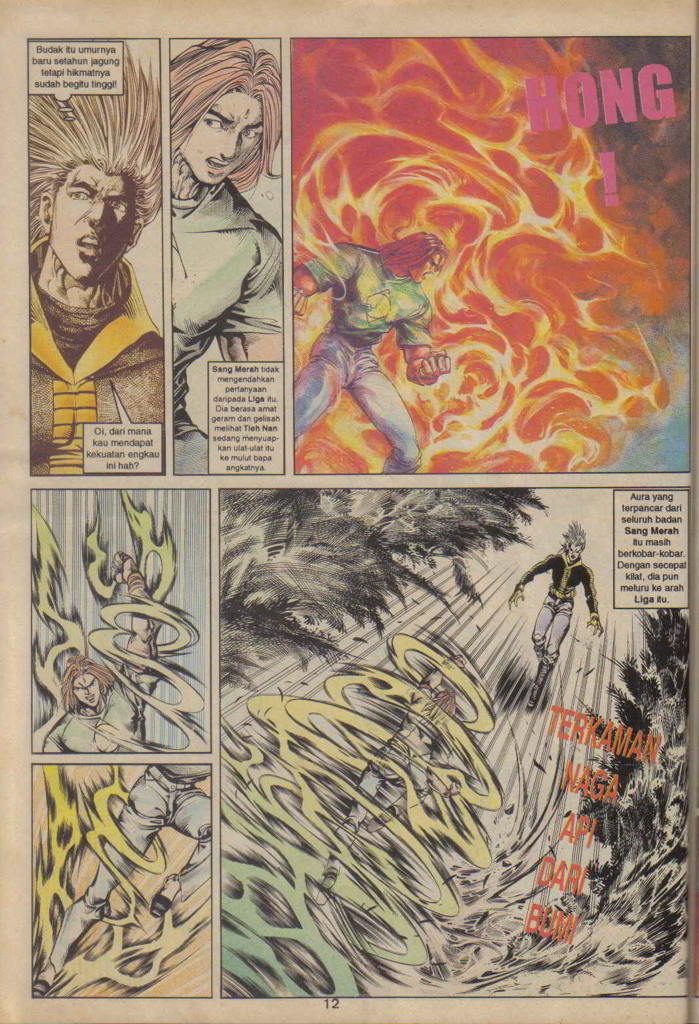 Budak itu umurnya
baru setahun jagung
tetapi hikmatnya
sudah begitu tinggi!
Oi, dari mana
kau mendapat
kekuatan engkau
ini hah?
Sang Merah tidak
mengendahkan
pertanyaan
daripada Liga itu.
Dia berasa amat
geram dan gelisah
melihat Tieh Nan
sedang menyuap-
kan ulat-ulat itu
ke mulut bapa
angkatnya.
HONG
!
Aura yang
terpancar dari
seluruh badan
Sang Merah
itu masih
berkobar-kobar.
Dengan secepat
kilat, dia pun
meluru ke arah
Liga itu.
TERKAMAN
NAGA
API
DARI
BUMI
12